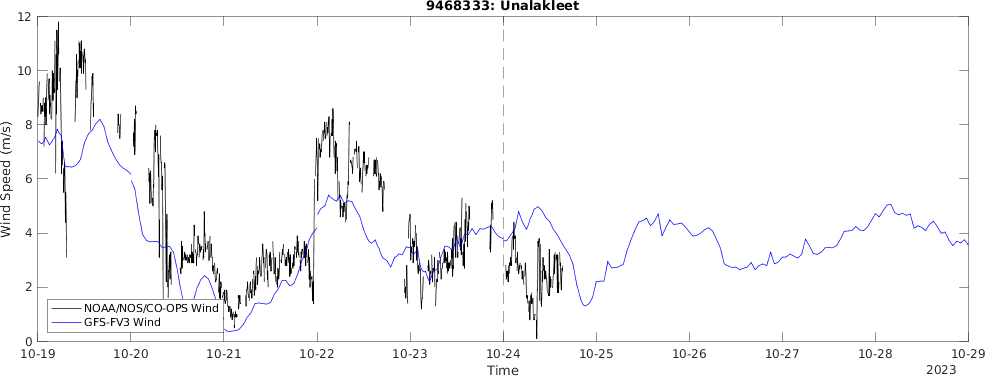 9468333: Unalakleet
Wind Speed (m/s)
12
10
8
6
4
2
0
NOAA/NOS/CO-OPS Wind
GFS-FV3 Wind
10-19 10-20 10-21 10-22 10-23 10-24 10-25 10-26 10-27 10-28 10-29
Time
2023